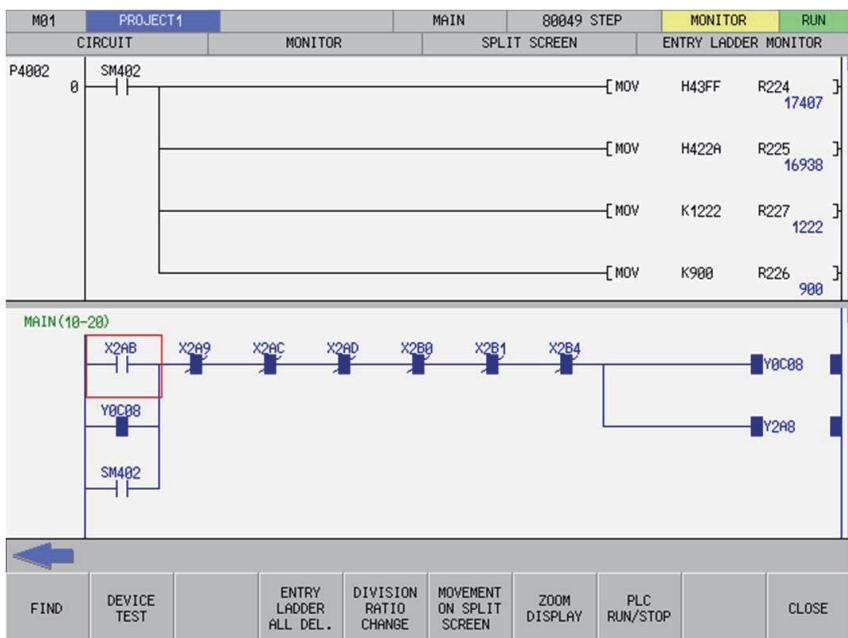 M01 PROJECT1 MAIN 80049 STEP MONITOR RUN
CIRCUIT MONITOR SPLIT SCREEN ENTRY LADDER MONITOR
P4002 SM402
0 [ MOV H43FF R224 ]
17407
[ MOV H422A R225 ]
16938
[ MOV K1222 R227 ]
1222
[ MOV K900 R226 ]
900
MAIN(10-20)
X2AB X2A9 X2AC X2AD X2B0 X2B1 X2B4
Y0C08
Y0C08
Y2A8
SM402
FIND DEVICE TEST ENTRY LADDER ALL DEL. DIVISION RATIO CHANGE MOVEMENT ON SPLIT SCREEN ZOOM DISPLAY PLC RUN/STOP CLOSE